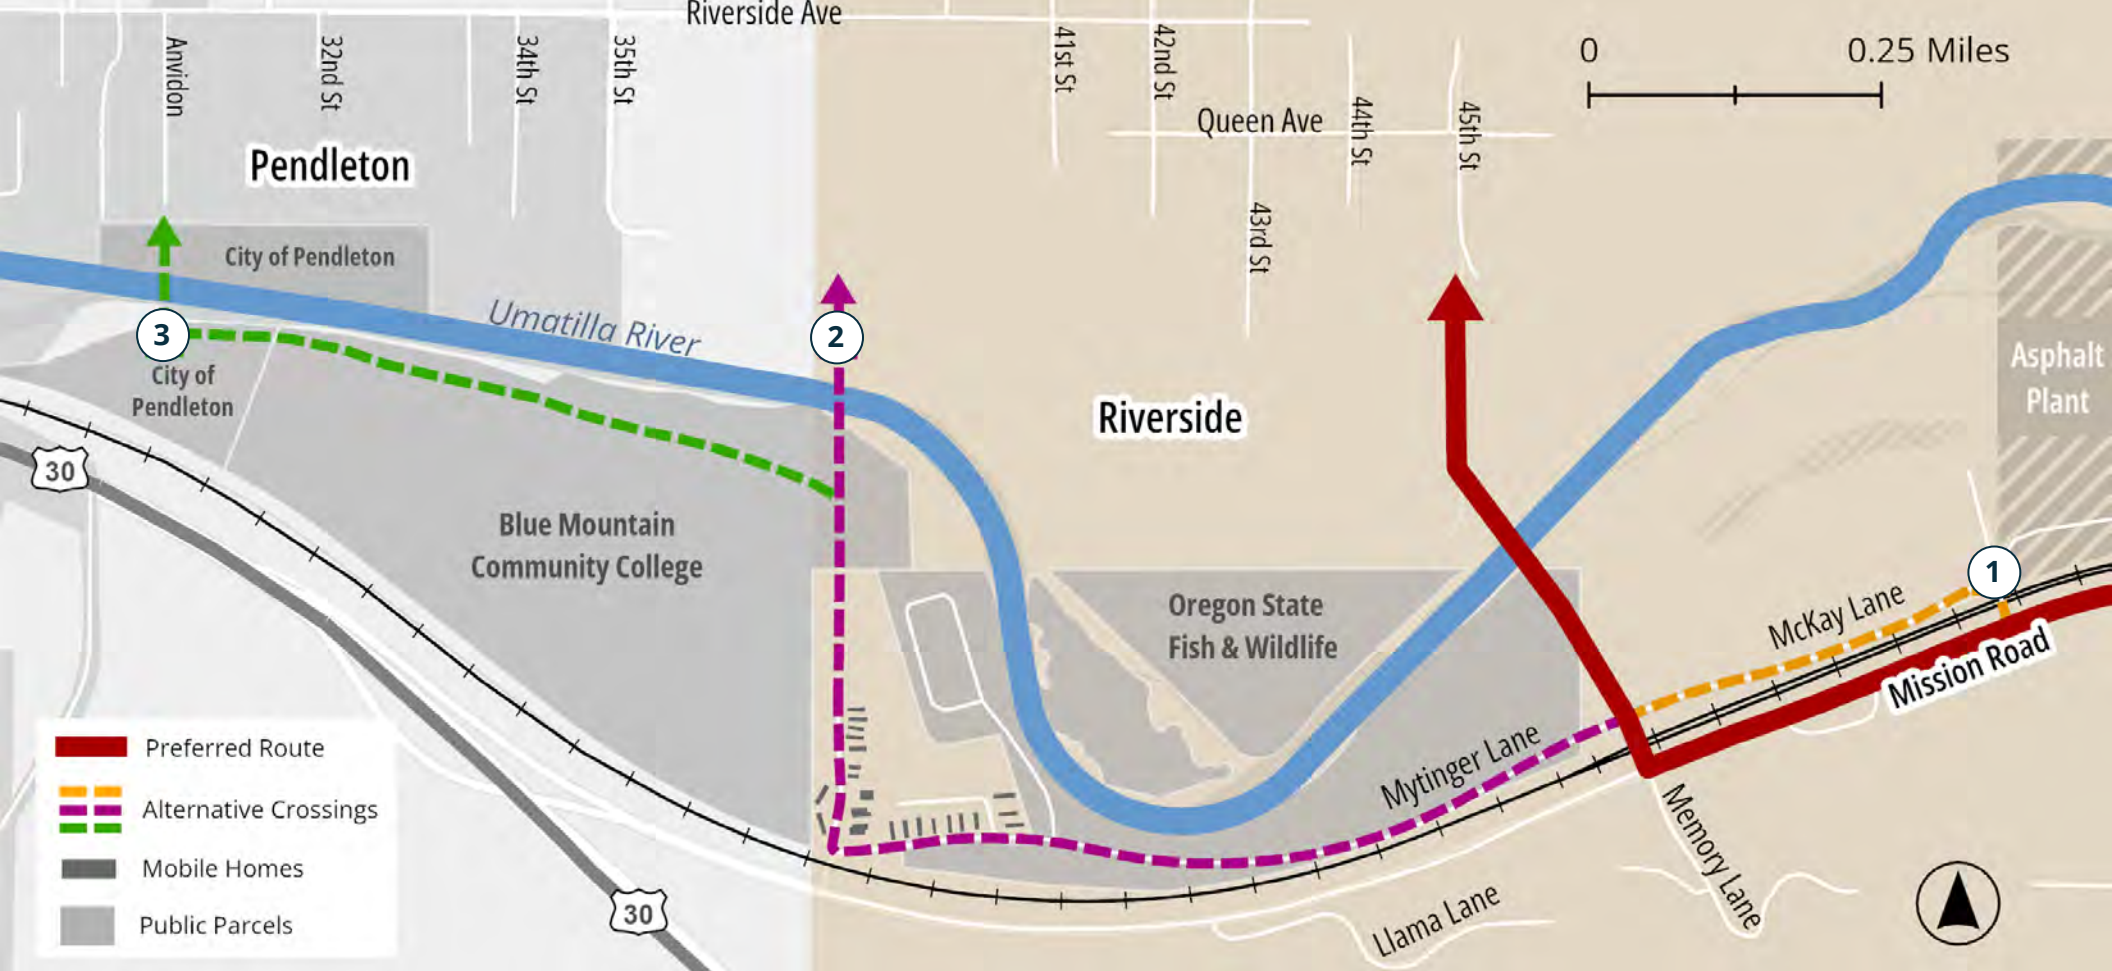 Riverside Ave
Anvidon
32nd St
34th St
35th St
41st St
42nd St
43rd St
44th St
45th St
Queen Ave
0
0.25 Miles
Pendleton
City of Pendleton
Umatilla River
3
City of
Pendleton
2
Riverside
Asphalt
Plant
30
Blue Mountain
Community College
Oregon State
Fish & Wildlife
1
McKay Lane
Mission Road
Mytinger Lane
Memory Lane
Llama Lane
30
Preferred Route
Alternative Crossings
Mobile Homes
Public Parcels